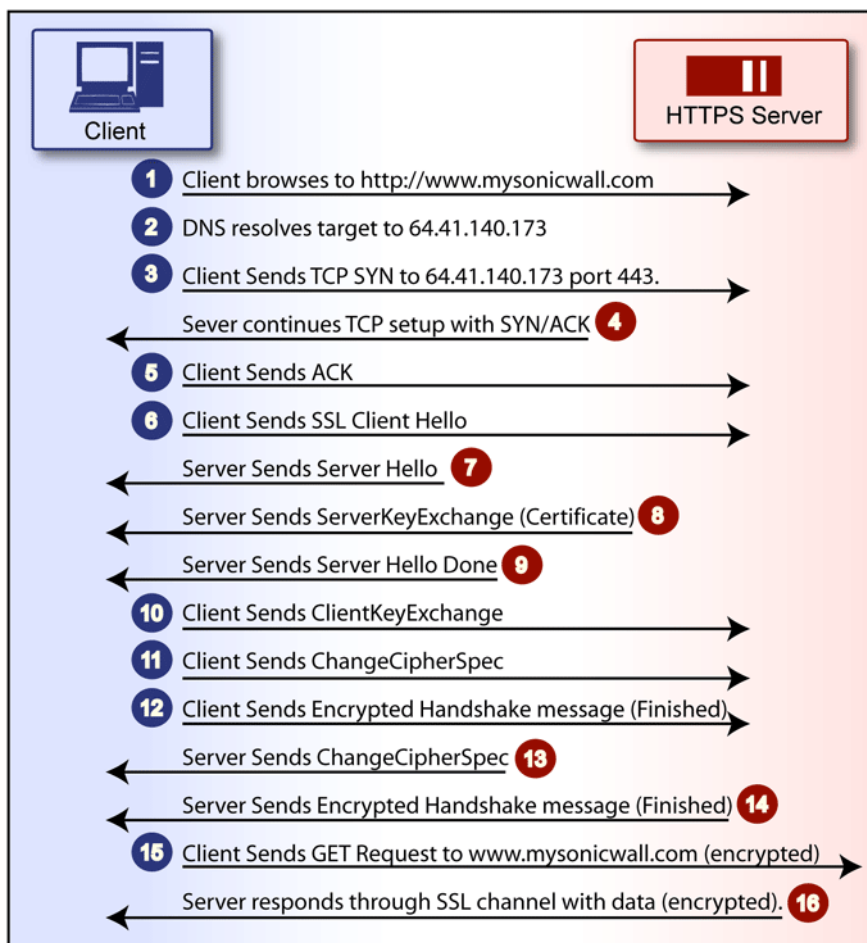 Client
HTTPS Server
1 Client browses to http://www.mysonicwall.com
2 DNS resolves target to 64.41.140.173
3 Client Sends TCP SYN to 64.41.140.173 port 443.
Sever continues TCP setup with SYN/ACK 4
5 Client Sends ACK
6 Client Sends SSL Client Hello
Server Sends Server Hello 7
Server Sends ServerKeyExchange (Certificate) 8
Server Sends Server Hello Done 9
10 Client Sends ClientKeyExchange
11 Client Sends ChangeCipherSpec
12 Client Sends Encrypted Handshake message (Finished)
Server Sends ChangeCipherSpec 13
Server Sends Encrypted Handshake message (Finished) 14
15 Client Sends GET Request to www.mysonicwall.com (encrypted)
Server responds through SSL channel with data (encrypted). 16